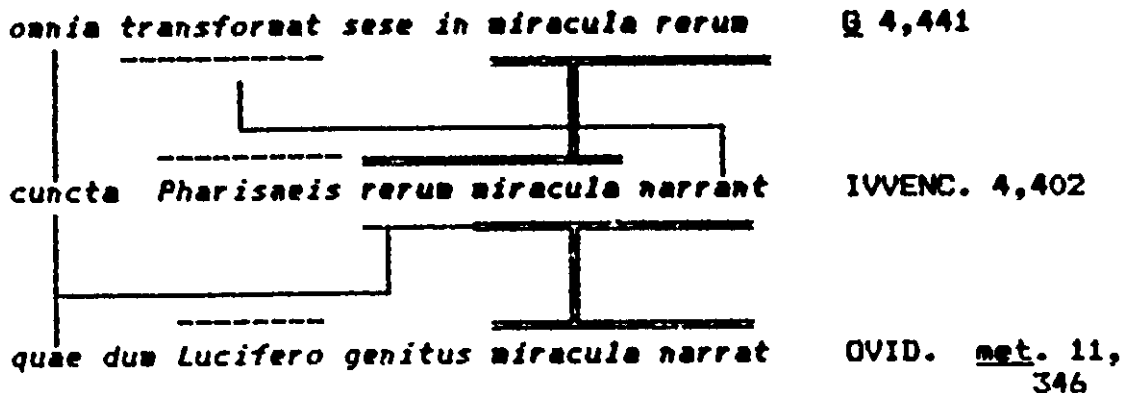 omnia transformat sese in miracula rerum G 4,441
cuncta Pharisaeis rerum miracula narrant IVVENC. 4,402
quae dum Lucifero genitus miracula narrat OVID. met. 11,
346